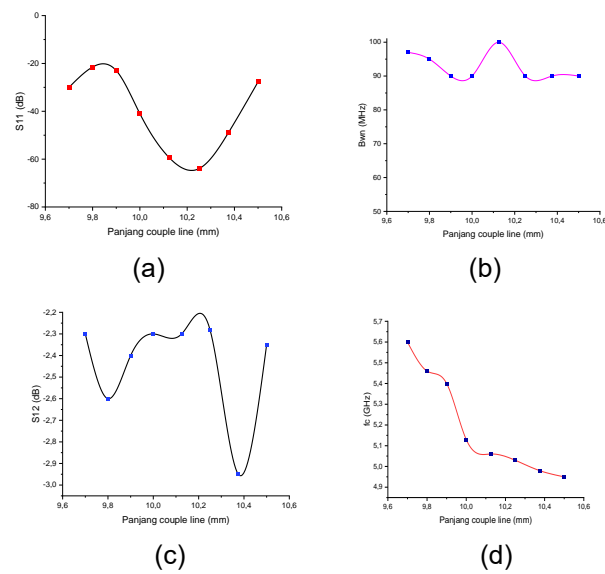 0
-20
-40
-60
-80
S11 (dB)
9,6 9,8 10,0 10,2 10,4 10,6
Panjang couple line (mm)
(a)
100
90
80
70
60
50
Bwn (MHz)
9,6 9,8 10,0 10,2 10,4 10,6
Panjang couple line (mm)
(b)
-2,2
-2,3
-2,4
-2,5
-2,6
-2,7
-2,8
-2,9
-3,0
S12 (dB)
9,6 9,8 10,0 10,2 10,4 10,6
Panjang couple line (mm)
(c)
5,7
5,6
5,5
5,4
5,3
5,2
5,1
5,0
4,9
fc (GHz)
9,6 9,8 10,0 10,2 10,4 10,6
Panjang couple line (mm)
(d)